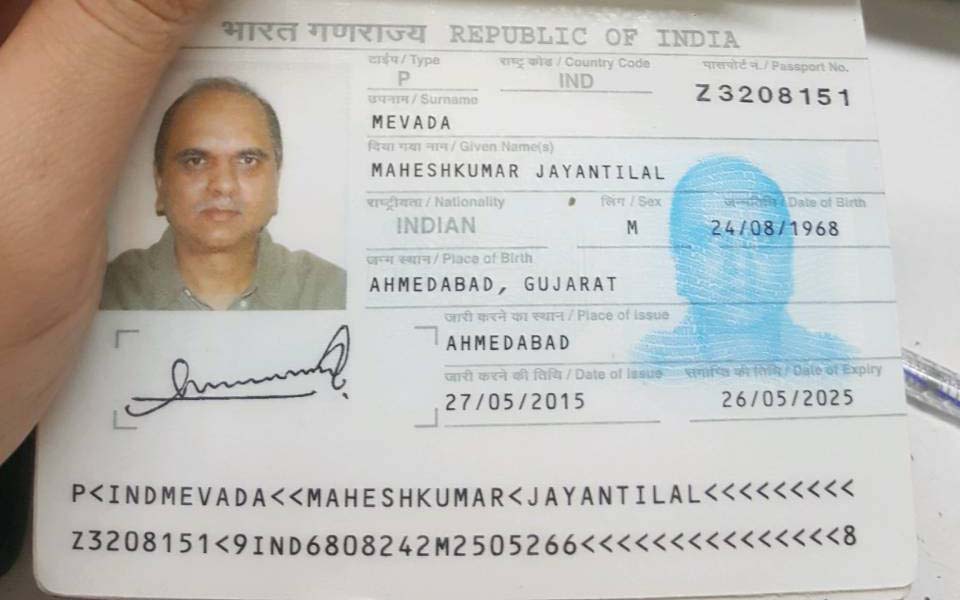 भारत गणराज्य REPUBLIC OF INDIA
टाईप / Type राष्ट्र कोड / Country Code पासपोर्ट नं. / Passport No.
P IND Z3208151
उपनाम / Surname
MEVADA
दिया गया नाम / Given Name(s)
MAHESHKUMAR JAYANTILAL
राष्ट्रीयता / Nationality लिंग / Sex जन्मतिथि / Date of Birth
INDIAN M 24/08/1968
जन्म स्थान / Place of Birth
AHMEDABAD, GUJARAT
जारी करने का स्थान / Place of Issue
AHMEDABAD
जारी करने की तिथि / Date of Issue समाप्ति की तिथि / Date of Expiry
27/05/2015 26/05/2025
P<INDMEVADA<<MAHESHKUMAR<JAYANTILAL<<<<<<<<<
Z3208151<9IND6808242M2505266<<<<<<<<<<<<<<<8